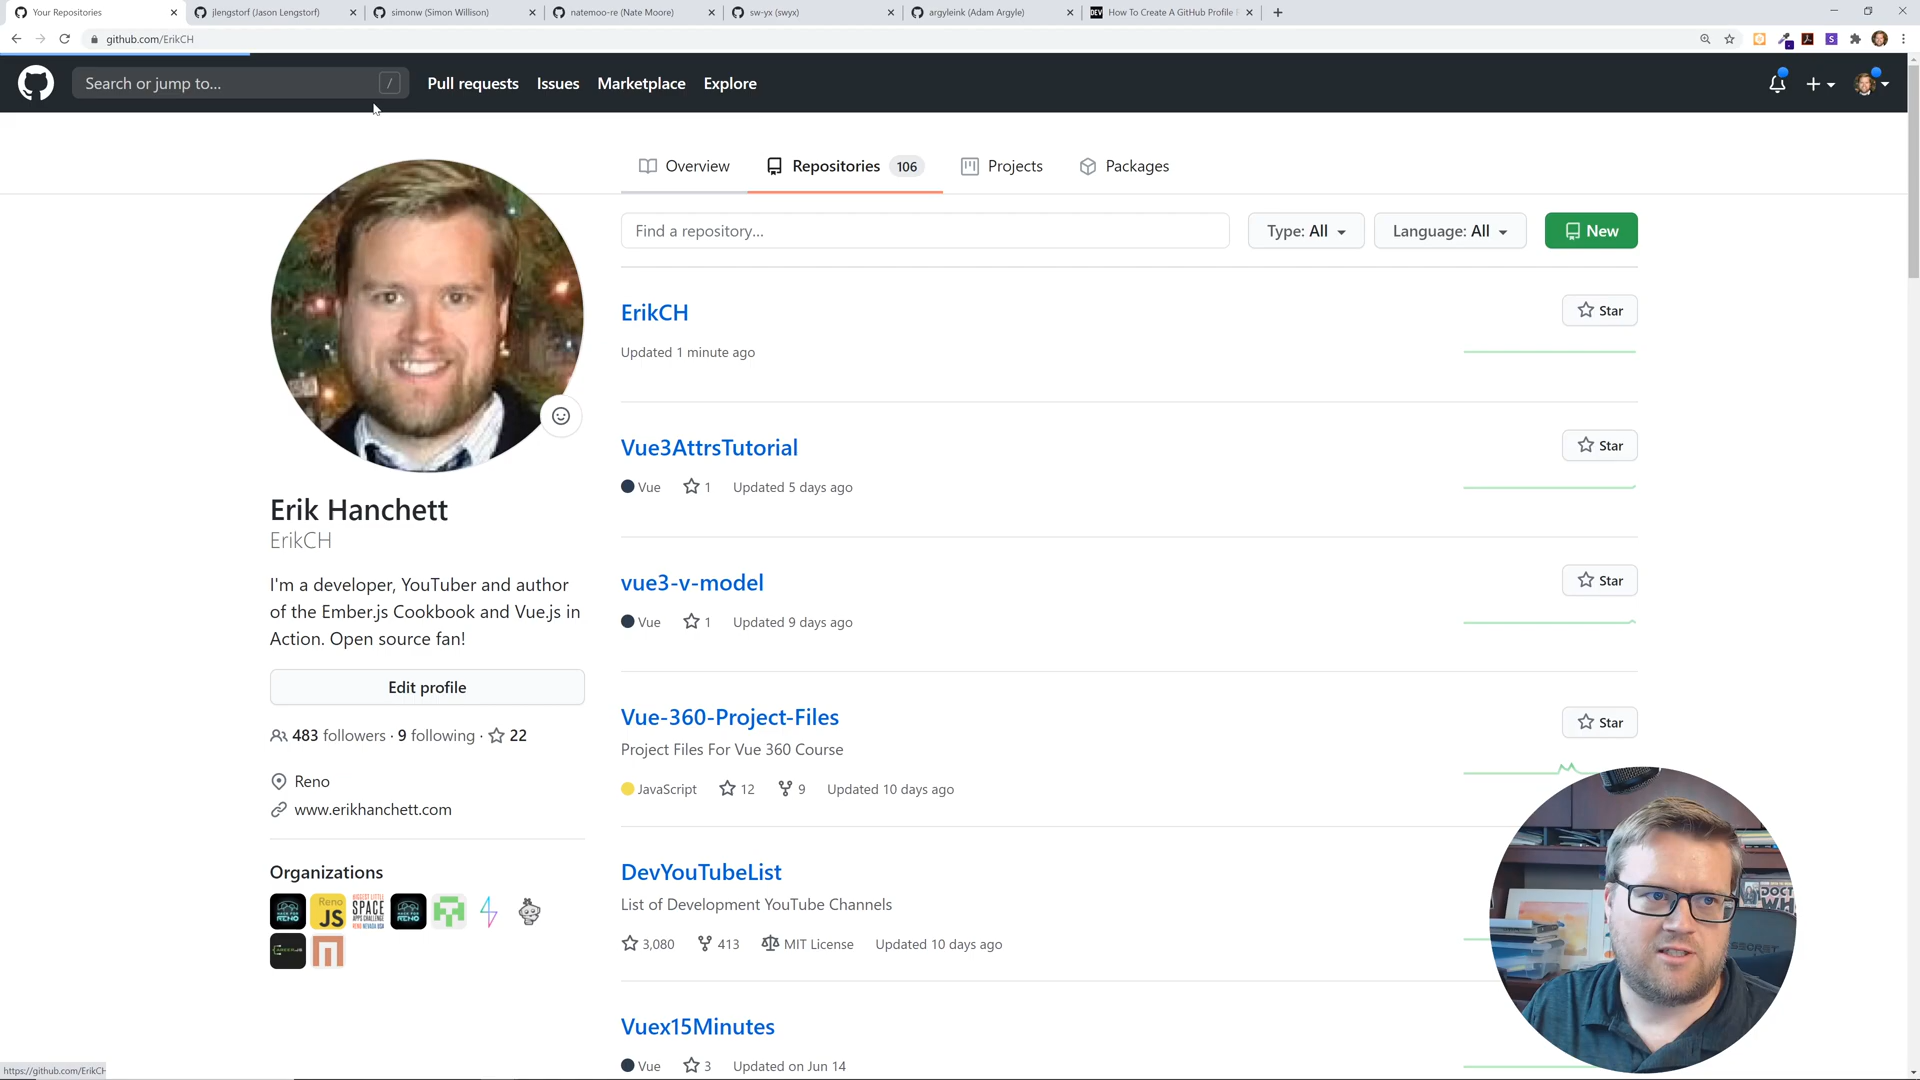 Your Repositories
jlengstorf (Jason Lengstorf)
simonw (Simon Willison)
natemoo-re (Nate Moore)
sw-yx (swyx)
argyleink (Adam Argyle)
DEV
How To Create A GitHub Profile
github.com/ErikCH
Search or jump to...
/
Pull requests
Issues
Marketplace
Explore
Overview
Repositories 106
Projects
Packages
Find a repository...
Type: All
Language: All
New
Erik Hanchett
ErikCH
I'm a developer, YouTuber and author
of the Ember.js Cookbook and Vue.js in
Action. Open source fan!
Edit profile
483 followers · 9 following · 22
Reno
www.erikhanchett.com
Organizations
Reno
JS
SPACE
ErikCH
Star
Updated 1 minute ago
Vue3AttrsTutorial
Star
Vue 1 Updated 5 days ago
vue3-v-model
Star
Vue 1 Updated 9 days ago
Vue-360-Project-Files
Star
Project Files For Vue 360 Course
JavaScript 12 9 Updated 10 days ago
DevYouTubeList
List of Development YouTube Channels
3,080 413 MIT License Updated 10 days ago
Vuex15Minutes
Vue 3 Updated on Jun 14
https://github.com/ErikCH